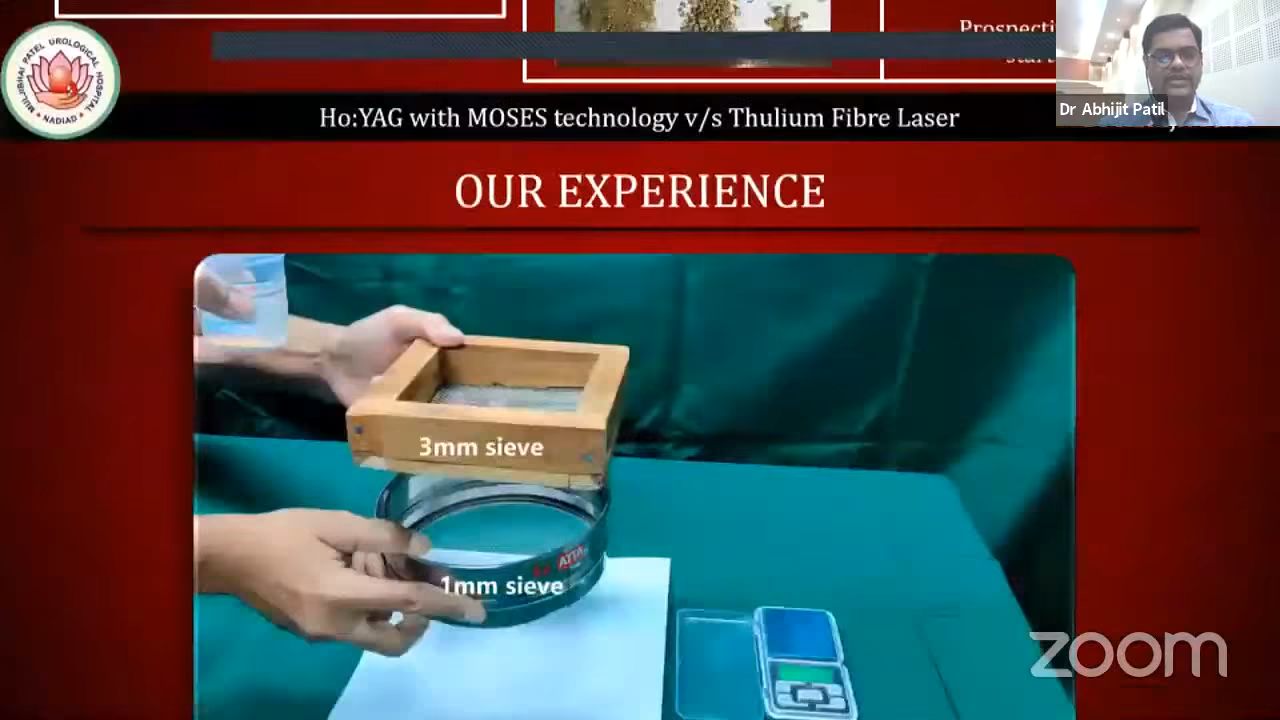 Prospecti
MULJIBHAI PATEL UROLOGICAL HOSPITAL
NADIAD
Ho:YAG with MOSES technology v/s Thulium Fibre Laser
Dr Abhijit Patil
OUR EXPERIENCE
3mm sieve
ATTA
1mm sieve
zoom